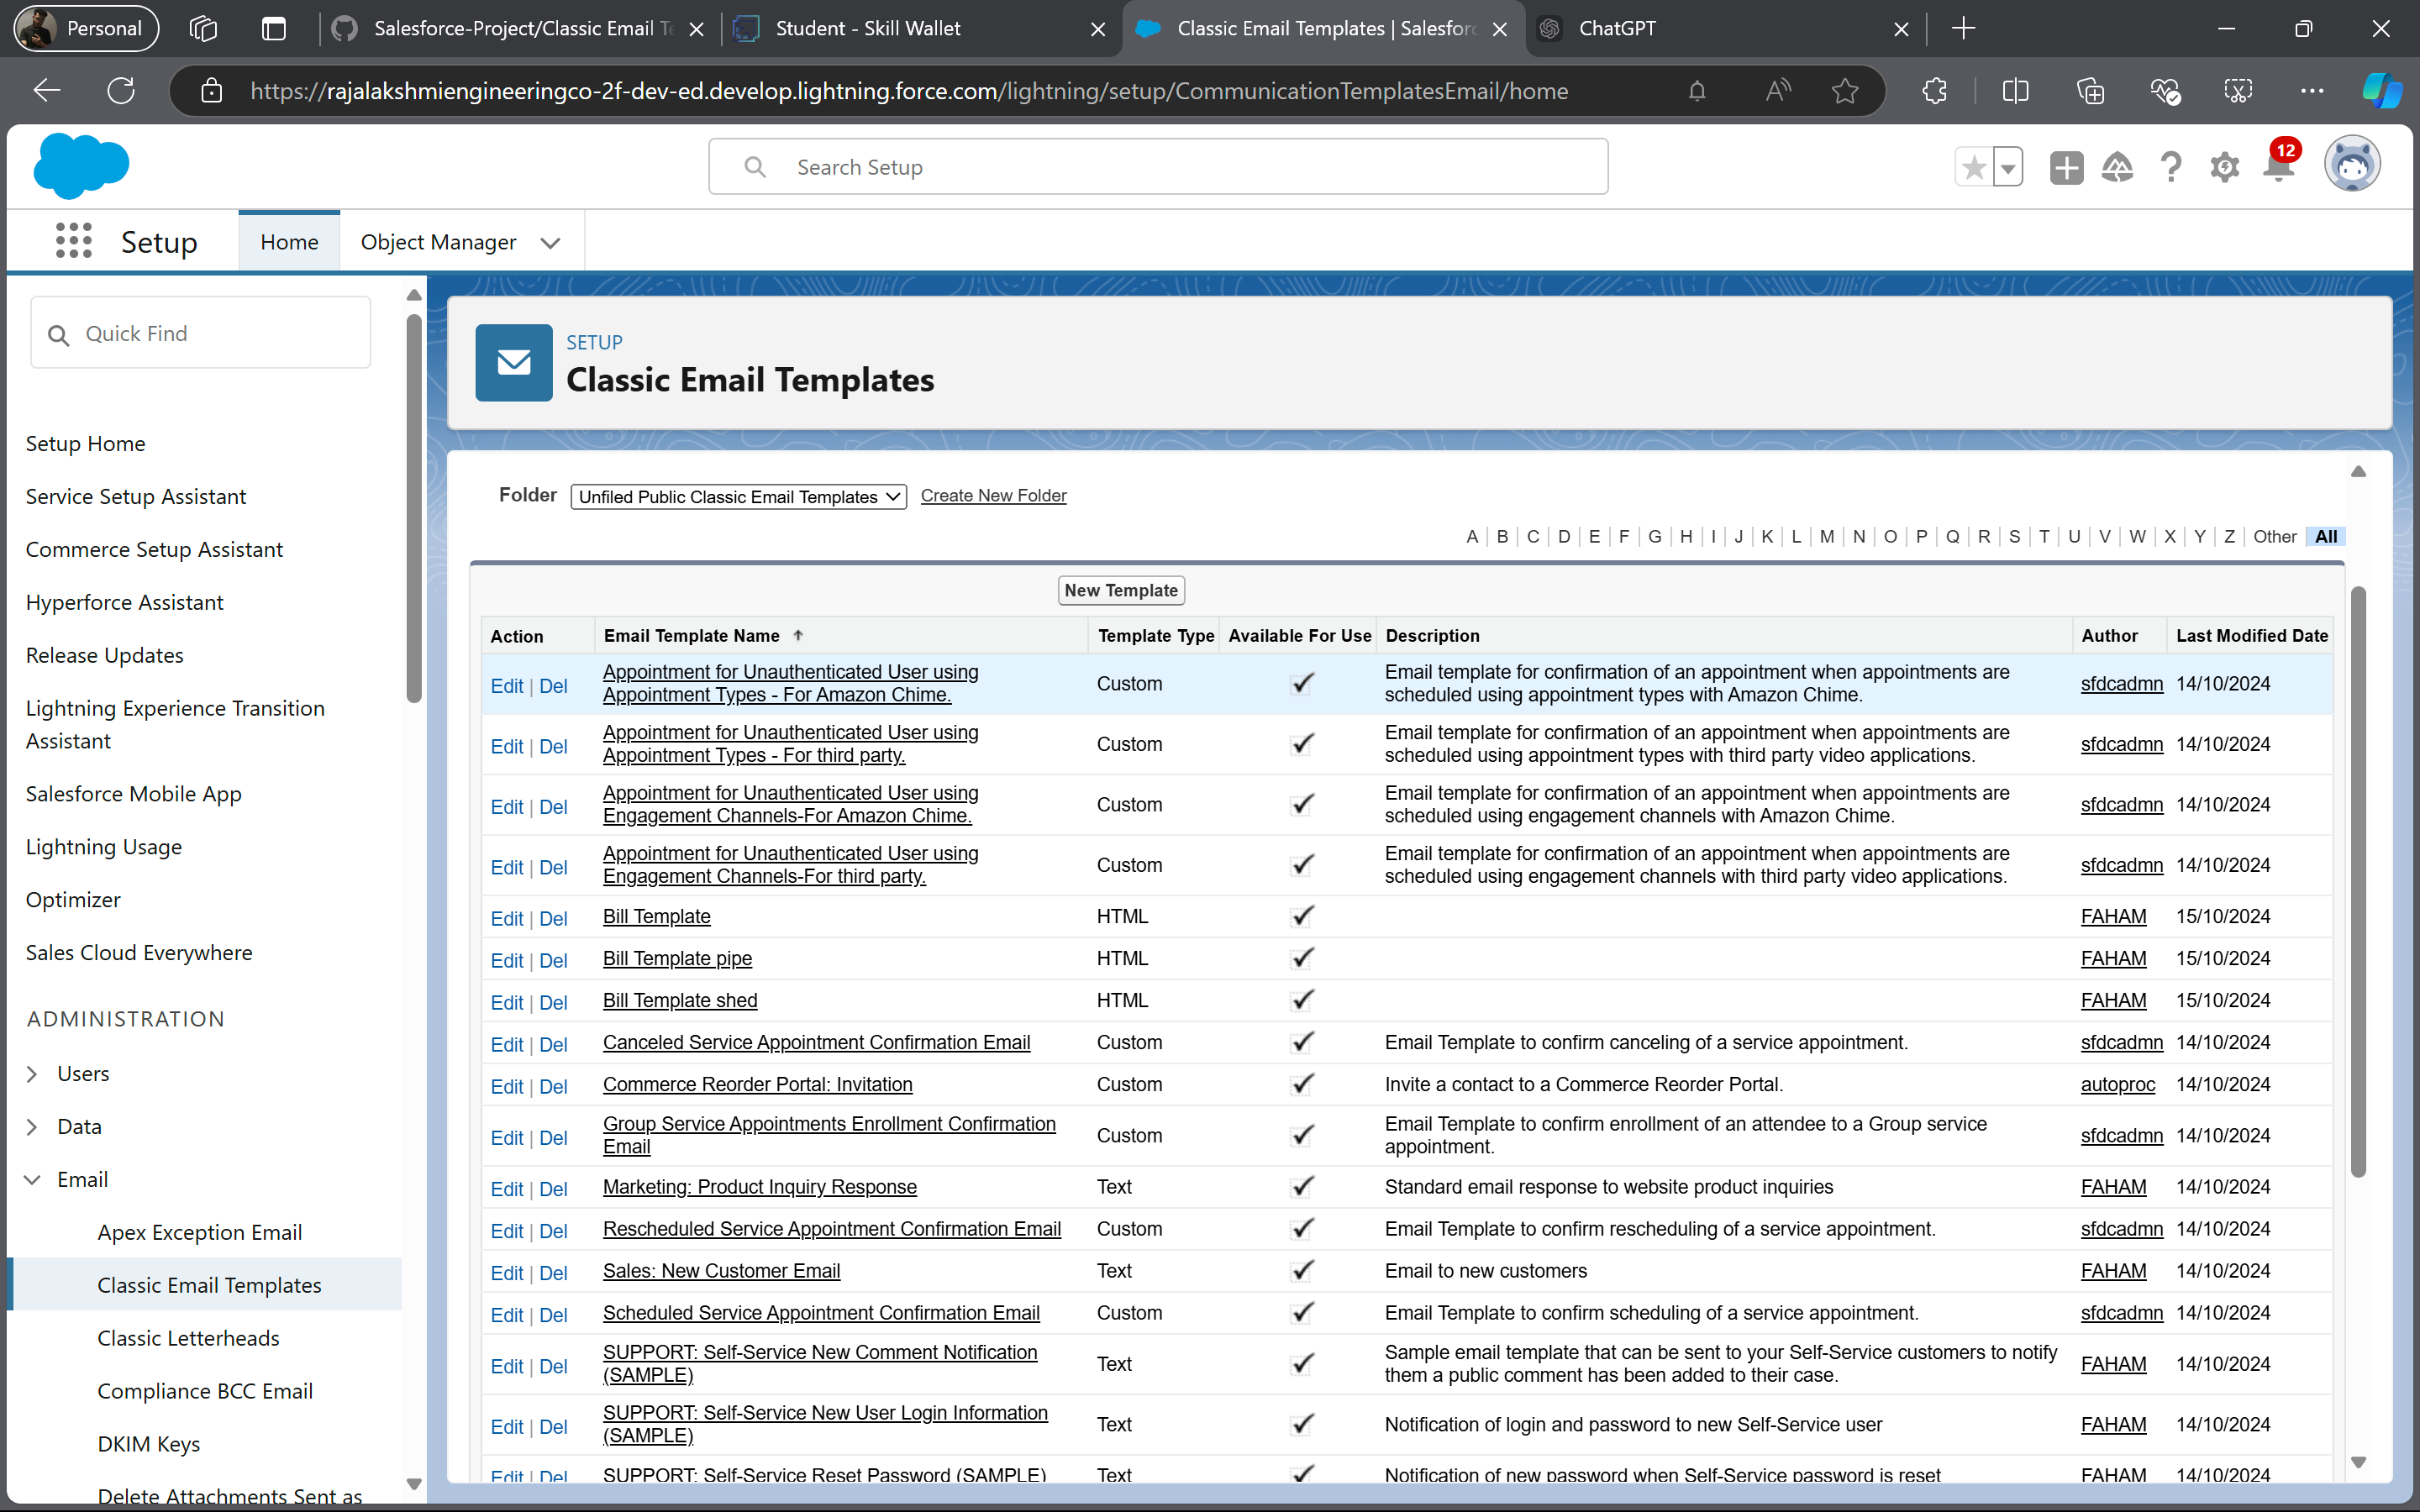 Personal
Salesforce-Project/Classic Email Te
Student - Skill Wallet
Classic Email Templates | Salesforc
ChatGPT
https://rajalakshmiengineeringco-2f-dev-ed.develop.lightning.force.com/lightning/setup/CommunicationTemplatesEmail/home
Search Setup
12
Setup
Home
Object Manager
Quick Find
Setup Home
Service Setup Assistant
Commerce Setup Assistant
Hyperforce Assistant
Release Updates
Lightning Experience Transition
Assistant
Salesforce Mobile App
Lightning Usage
Optimizer
Sales Cloud Everywhere
ADMINISTRATION
Users
Data
Email
Apex Exception Email
Classic Email Templates
Classic Letterheads
Compliance BCC Email
DKIM Keys
Delete Attachments Sent as
SETUP
Classic Email Templates
Folder Unfiled Public Classic Email Templates Create New Folder
A | B | C | D | E | F | G | H | I | J | K | L | M | N | O | P | Q | R | S | T | U | V | W | X | Y | Z | Other | All
New Template
Action Email Template Name Template Type Available For Use Description Author Last Modified Date
Edit | Del Appointment for Unauthenticated User using Custom Email template for confirmation of an appointment when appointments are sfdcadmn 14/10/2024
Appointment Types - For Amazon Chime. scheduled using appointment types with Amazon Chime.
Edit | Del Appointment for Unauthenticated User using Custom Email template for confirmation of an appointment when appointments are sfdcadmn 14/10/2024
Appointment Types - For third party. scheduled using appointment types with third party video applications.
Edit | Del Appointment for Unauthenticated User using Custom Email template for confirmation of an appointment when appointments are sfdcadmn 14/10/2024
Engagement Channels-For Amazon Chime. scheduled using engagement channels with Amazon Chime.
Edit | Del Appointment for Unauthenticated User using Custom Email template for confirmation of an appointment when appointments are sfdcadmn 14/10/2024
Engagement Channels-For third party. scheduled using engagement channels with third party video applications.
Edit | Del Bill Template HTML FAHAM 15/10/2024
Edit | Del Bill Template pipe HTML FAHAM 15/10/2024
Edit | Del Bill Template shed HTML FAHAM 15/10/2024
Edit | Del Canceled Service Appointment Confirmation Email Custom Email Template to confirm canceling of a service appointment. sfdcadmn 14/10/2024
Edit | Del Commerce Reorder Portal: Invitation Custom Invite a contact to a Commerce Reorder Portal. autoproc 14/10/2024
Edit | Del Group Service Appointments Enrollment Confirmation Custom Email Template to confirm enrollment of an attendee to a Group service sfdcadmn 14/10/2024
Email appointment.
Edit | Del Marketing: Product Inquiry Response Text Standard email response to website product inquiries FAHAM 14/10/2024
Edit | Del Rescheduled Service Appointment Confirmation Email Custom Email Template to confirm rescheduling of a service appointment. sfdcadmn 14/10/2024
Edit | Del Sales: New Customer Email Text Email to new customers FAHAM 14/10/2024
Edit | Del Scheduled Service Appointment Confirmation Email Custom Email Template to confirm scheduling of a service appointment. sfdcadmn 14/10/2024
Edit | Del SUPPORT: Self-Service New Comment Notification Text Sample email template that can be sent to your Self-Service customers to notify FAHAM 14/10/2024
(SAMPLE) them a public comment has been added to their case.
Edit | Del SUPPORT: Self-Service New User Login Information Text Notification of login and password to new Self-Service user FAHAM 14/10/2024
(SAMPLE)
Edit | Del SUPPORT: Self-Service Reset Password (SAMPLE) Text Notification of new password when Self-Service password is reset FAHAM 14/10/2024